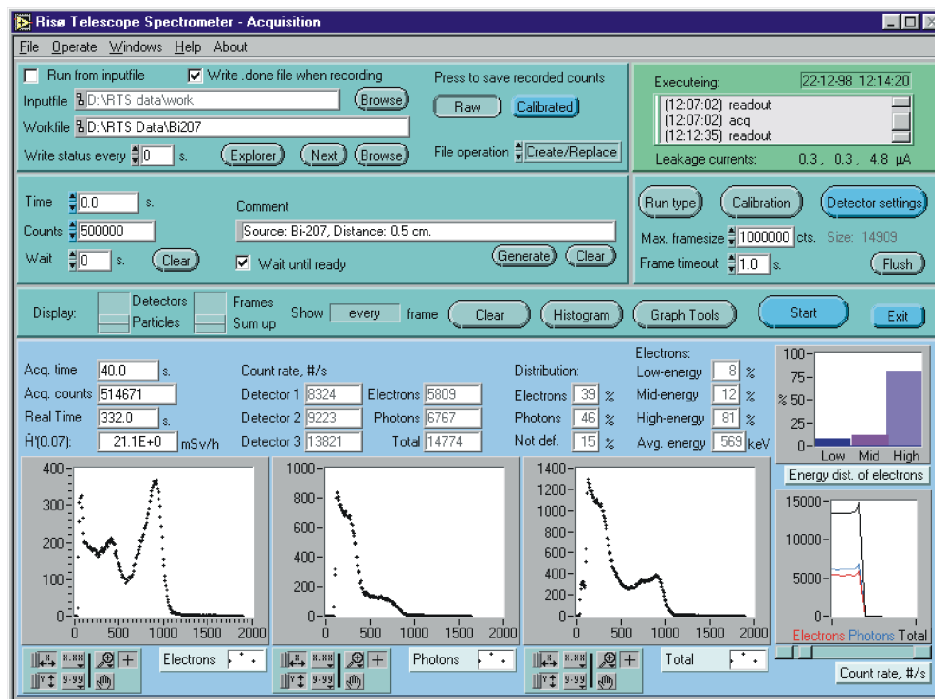 Risø Telescope Spectrometer - Acquisition
File Operate Windows Help About
Run from inputfile Write .done file when recording
Inputfile D:\RTS data\work Browse
Workfile D:\RTS Data\Bi207
Write status every 0 s. Explorer Next Browse
Press to save recorded counts
Raw Calibrated
File operation Create/Replace
Executeing: 22-12-98 12:14:20
(12:07:02) readout
(12:07:02) acq
(12:12:35) readout
Leakage currents: 0.3, 0.3, 4.8 µA
Time 0.0 s.
Counts 500000
Wait 0 s. Clear
Comment
Source: Bi-207, Distance: 0.5 cm.
Wait until ready Generate Clear
Run type Calibration Detector settings
Max. framesize 1000000 cts. Size: 14909
Frame timeout 1.0 s. Flush
Display: Detectors Particles Frames Sum up Show every frame Clear Histogram Graph Tools Start Exit
Acq. time 40.0 s.
Acq. counts 514671
Real Time 332.0 s.
Ḣ'(0.07): 21.1E+0 mSv/h
Count rate, #/s
Detector 1 8324 Electrons 5809
Detector 2 9223 Photons 6767
Detector 3 13821 Total 14774
Distribution:
Electrons 39 %
Photons 46 %
Not def. 15 %
Electrons:
Low-energy 8 %
Mid-energy 12 %
High-energy 81 %
Avg. energy 569 keV
100
75
% 50
25
0
Low Mid High
Energy dist. of electrons
400
300
200
100
0
0 500 1000 1500 2000
Electrons
1000
800
600
400
200
0
0 500 1000 1500 2000
Photons
1400
1200
1000
800
600
400
200
0
0 500 1000 1500 2000
Total
15000
10000
5000
0
Electrons Photons Total
Count rate, #/s